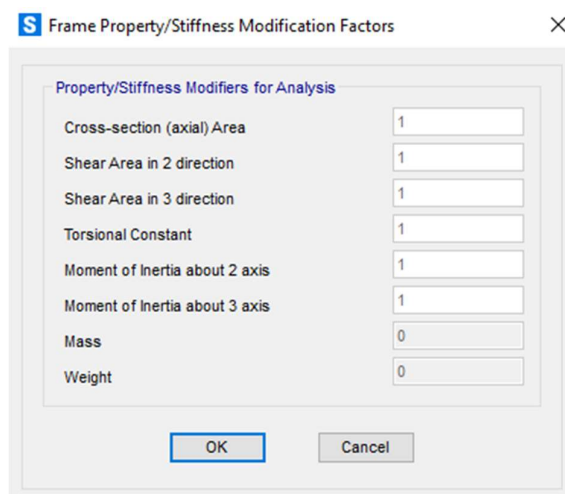 S Frame Property/Stiffness Modification Factors
Property/Stiffness Modifiers for Analysis
Cross-section (axial) Area 1
Shear Area in 2 direction 1
Shear Area in 3 direction 1
Torsional Constant 1
Moment of Inertia about 2 axis 1
Moment of Inertia about 3 axis 1
Mass 0
Weight 0
OK Cancel